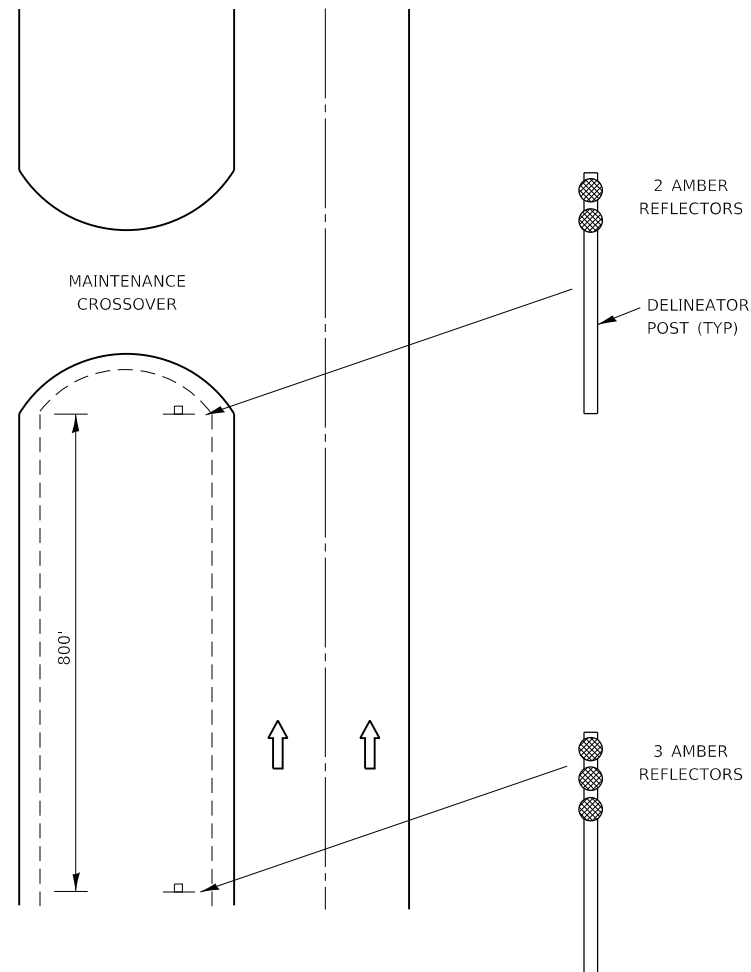 2 AMBER
REFLECTORS
MAINTENANCE
CROSSOVER
DELINEATOR
POST (TYP)
800'
3 AMBER
REFLECTORS